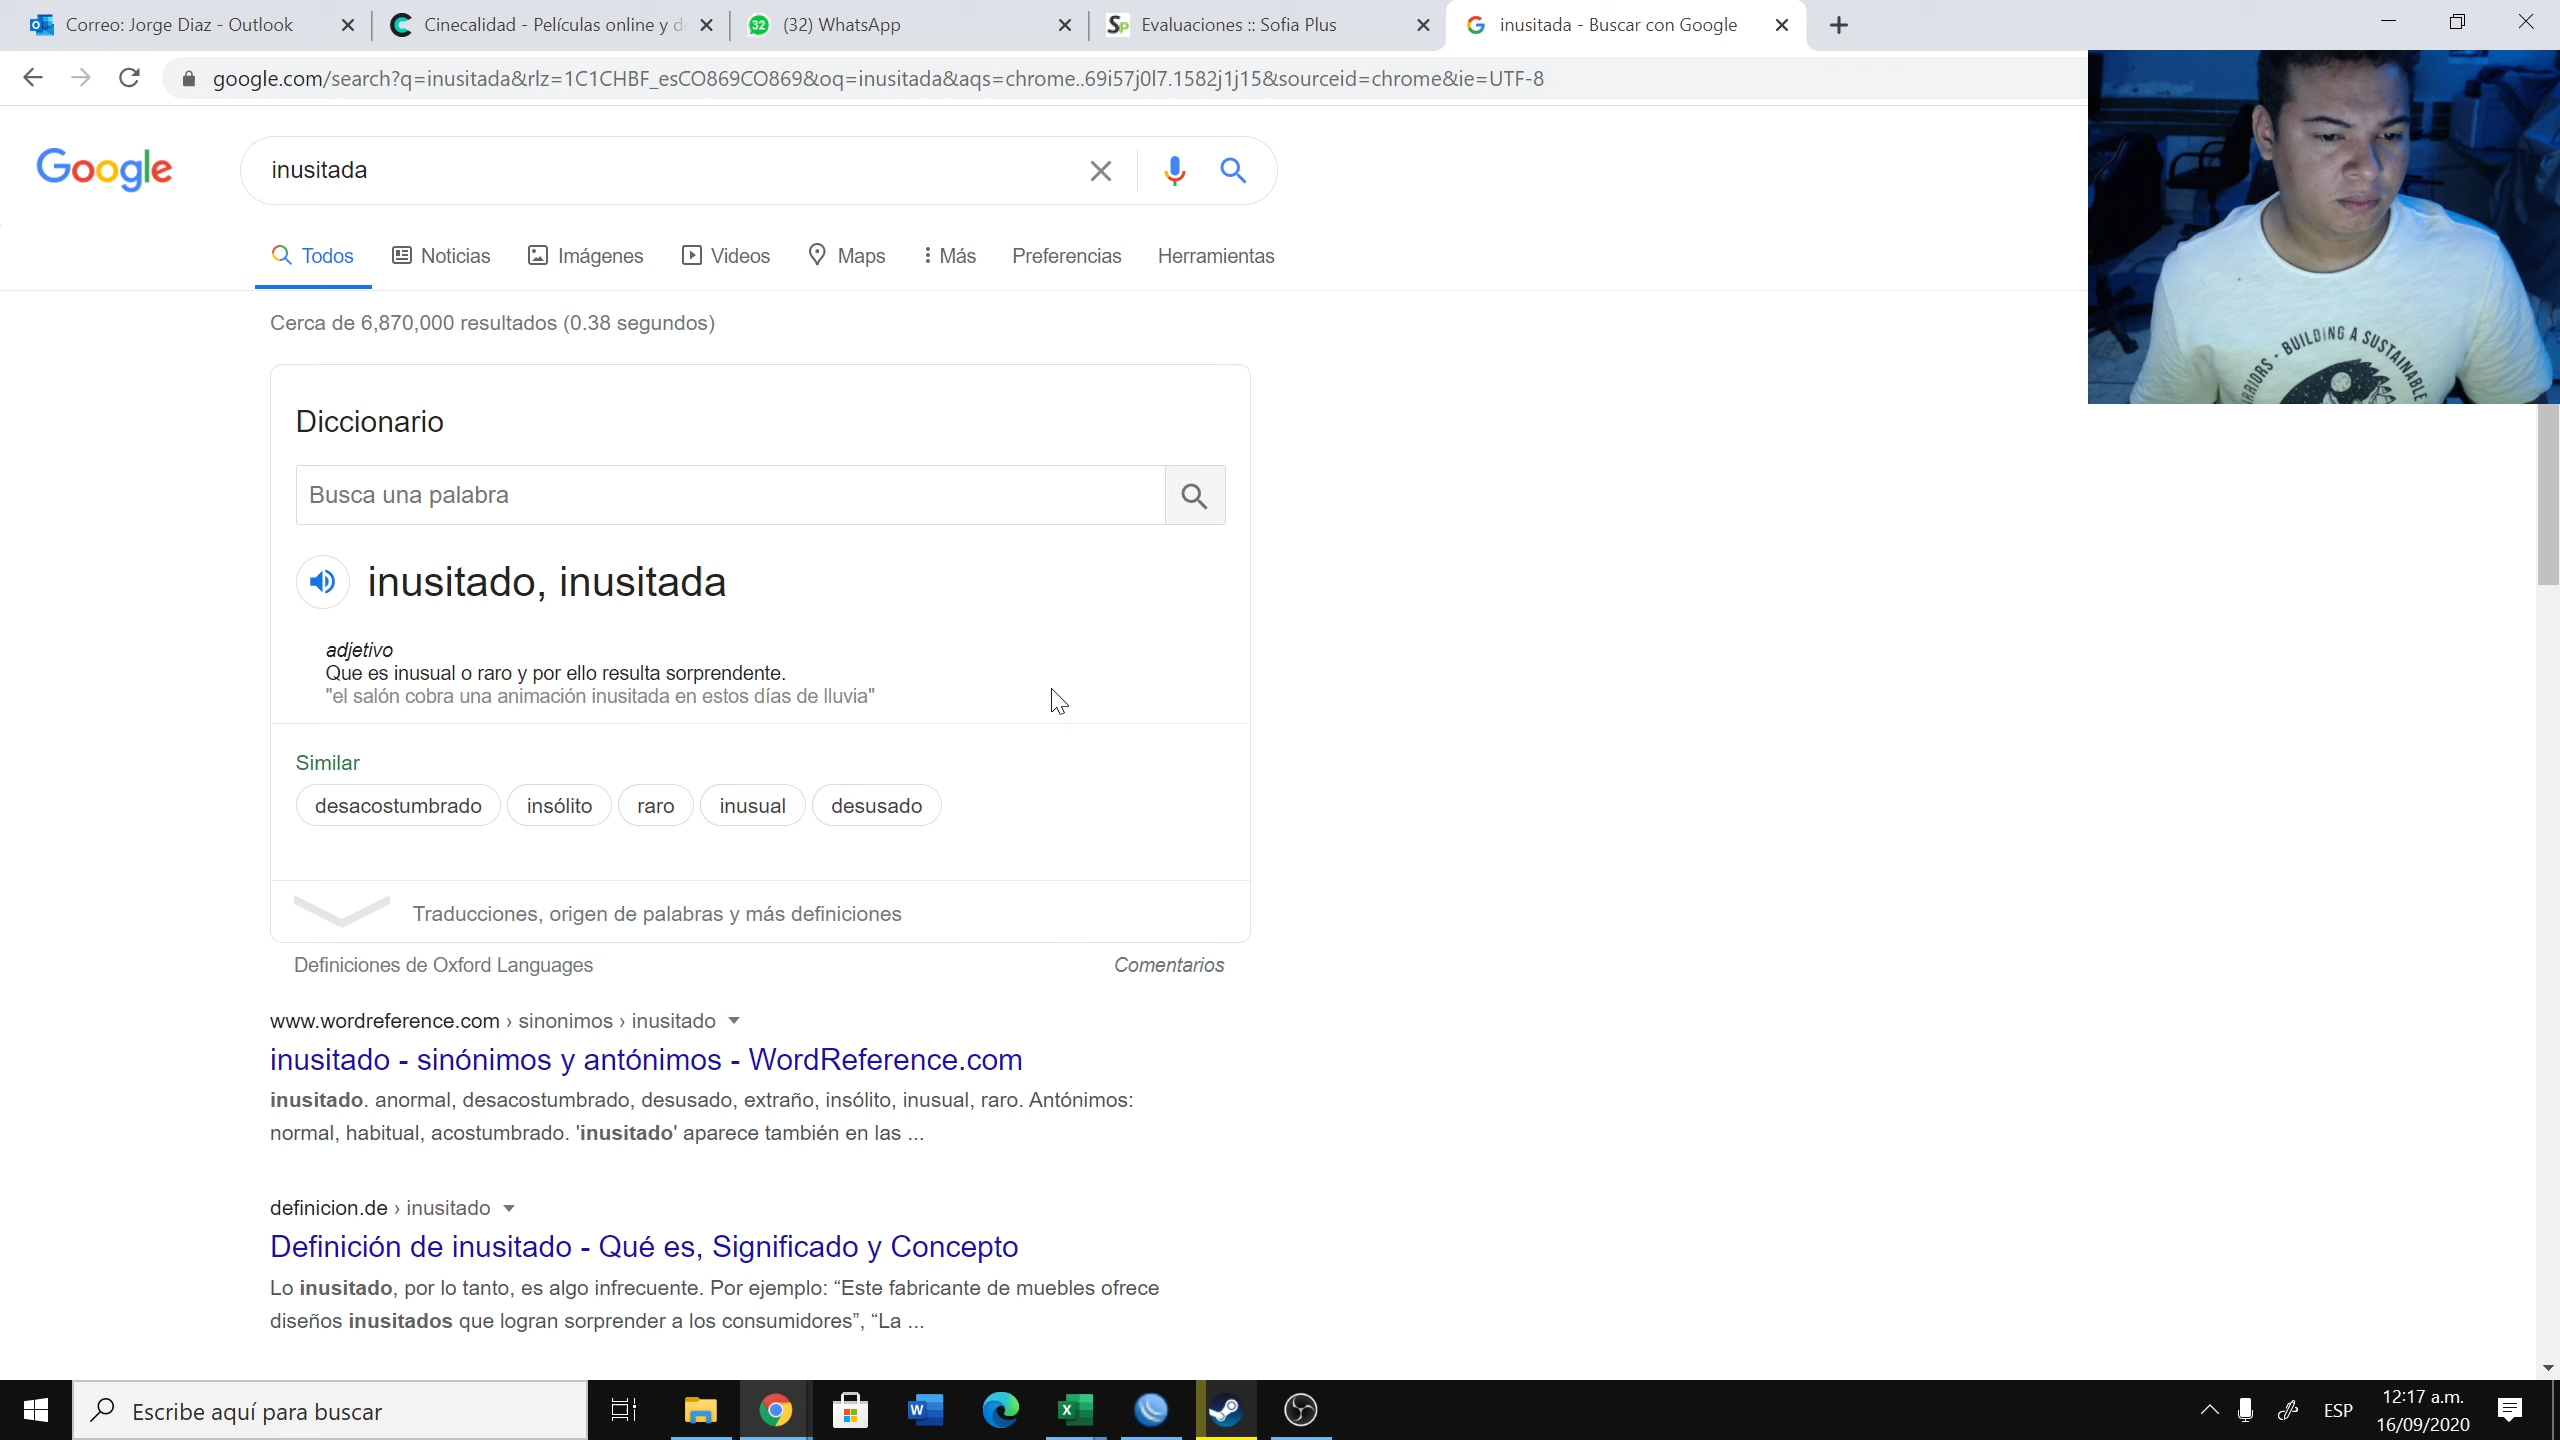 Correo: Jorge Diaz - Outlook
Cinecalidad - Películas online y d
(32) WhatsApp
Evaluaciones :: Sofia Plus
inusitada - Buscar con Google
google.com/search?q=inusitada&rlz=1C1CHBF_esCO869CO869&oq=inusitada&aqs=chrome..69i57j0l7.1582j1j15&sourceid=chrome&ie=UTF-8
Google
inusitada
Todos
Noticias
Imágenes
Videos
Maps
Más
Preferencias
Herramientas
Cerca de 6,870,000 resultados (0.38 segundos)
Diccionario
Busca una palabra
inusitado, inusitada
adjetivo
Que es inusual o raro y por ello resulta sorprendente.
"el salón cobra una animación inusitada en estos días de lluvia"
Similar
desacostumbrado
insólito
raro
inusual
desusado
Traducciones, origen de palabras y más definiciones
Definiciones de Oxford Languages
Comentarios
www.wordreference.com › sinonimos › inusitado
inusitado - sinónimos y antónimos - WordReference.com
inusitado. anormal, desacostumbrado, desusado, extraño, insólito, inusual, raro. Antónimos:
normal, habitual, acostumbrado. 'inusitado' aparece también en las ...
definicion.de › inusitado
Definición de inusitado - Qué es, Significado y Concepto
Lo inusitado, por lo tanto, es algo infrecuente. Por ejemplo: “Este fabricante de muebles ofrece
diseños inusitados que logran sorprender a los consumidores”, “La ...
BUILDING A SUSTAINABLE
Escribe aquí para buscar
ESP
12:17 a.m.
16/09/2020